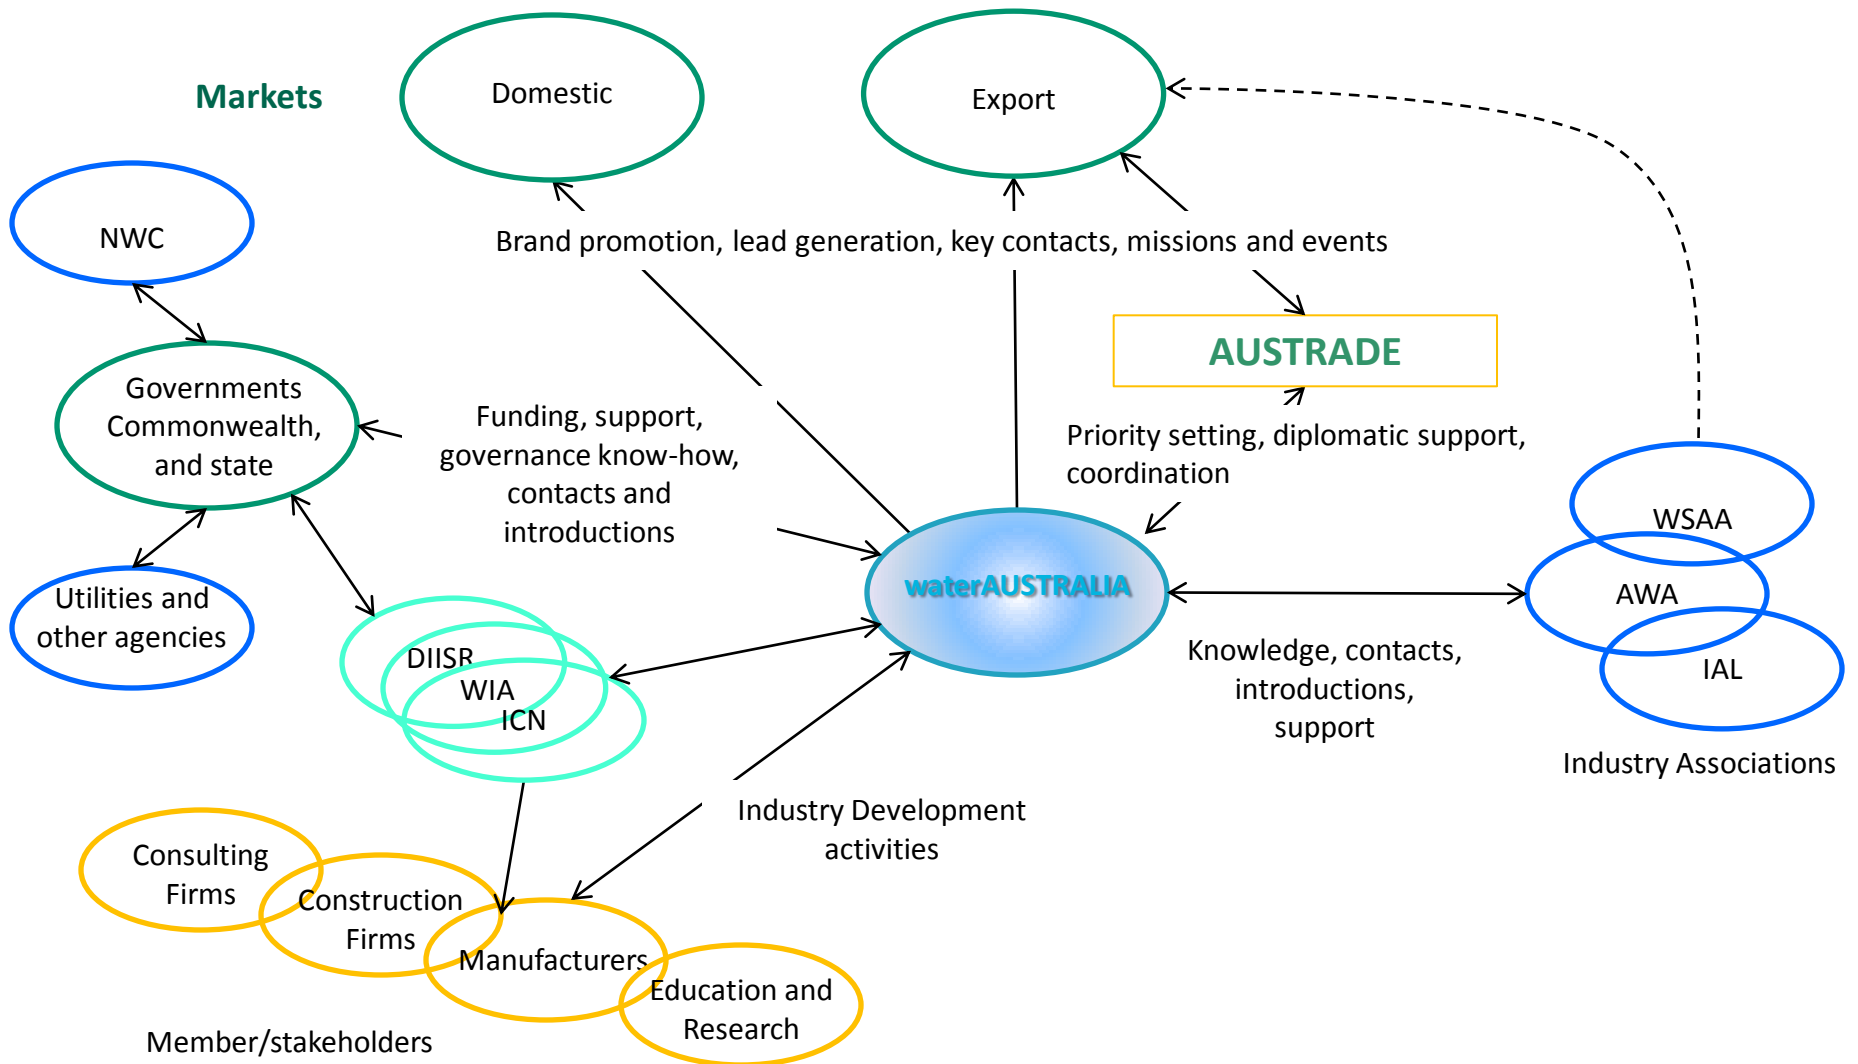 Markets
Domestic
Export
NWC
Brand promotion, lead generation, key contacts, missions and events
AUSTRADE
Governments
Commonwealth,
and state
Funding, support,
governance know-how,
contacts and
introductions
Priority setting, diplomatic support,
coordination
WSAA
AWA
IAL
Industry Associations
waterAUSTRALIA
Utilities and
other agencies
Knowledge, contacts,
introductions,
support
DIISR
WIA
ICN
Industry Development
activities
Consulting
Firms
Construction
Firms
Manufacturers
Education and
Research
Member/stakeholders